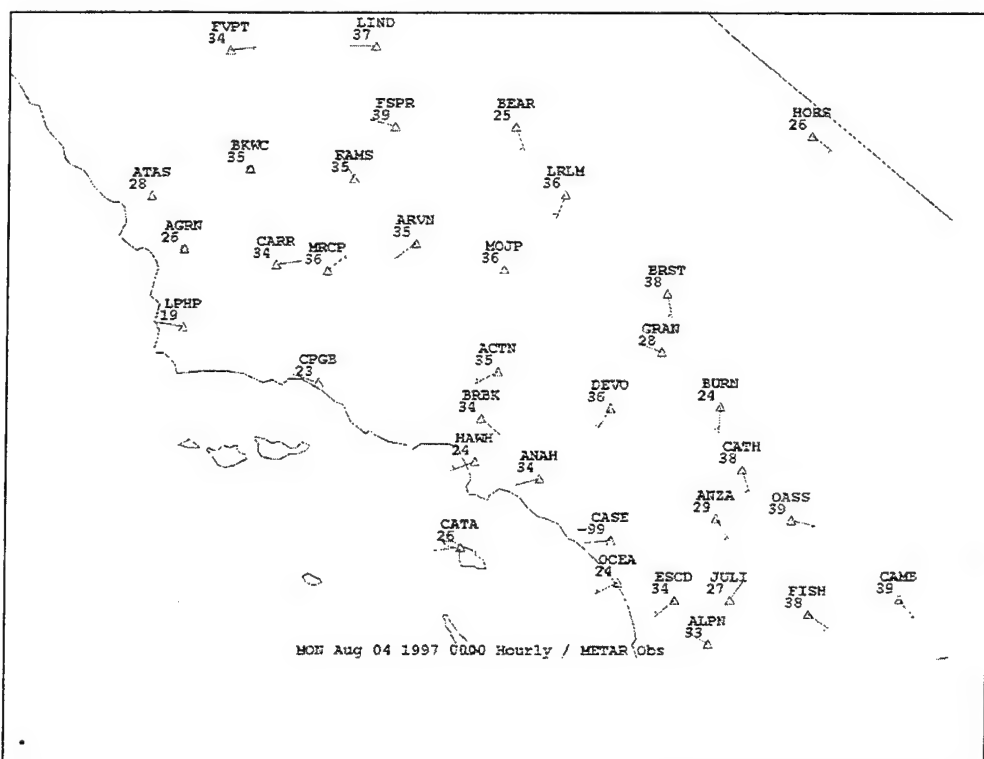 FVPT
34
LIND
37
FSPR
39
BEAR
25
HORS
26
BKWC
35
EAMS
35
ATAS
28
LRLM
36
AGRN
26
CARR
34
MRCP
36
ARVN
35
MOJP
36
BRST
38
LPHP
19
GRAN
28
ACTN
35
CPGB
23
DEVO
36
BURN
24
BRBK
34
HAWH
24
ANAH
34
CATH
38
ANZA
29
OASS
39
CATA
26
CASE
-99
OCEA
24
ESCD
34
JULI
27
FISH
38
CAME
39
ALPN
33
MON Aug 04 1997 0000 Hourly / METAR Obs